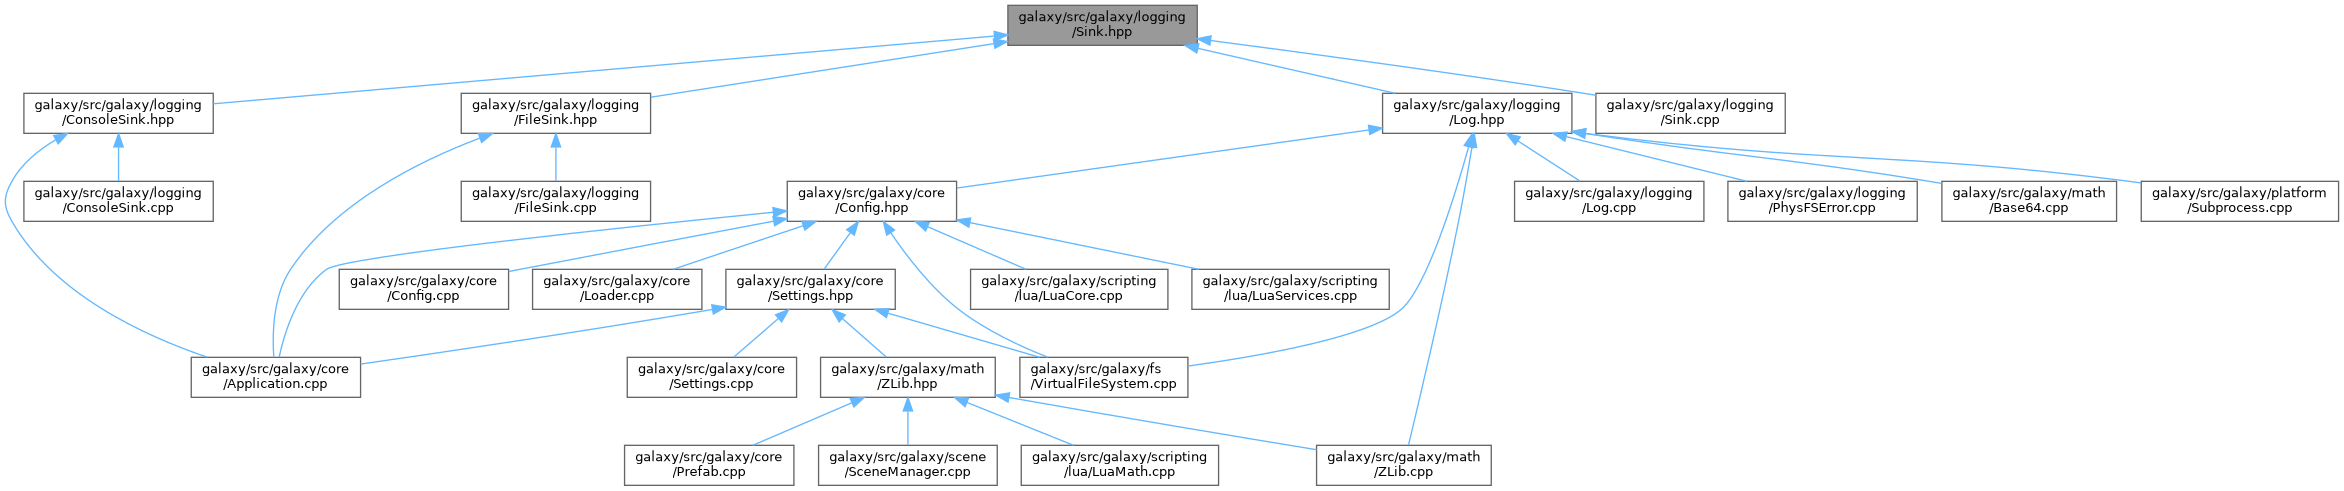 galaxy/src/galaxy/logging
/Sink.hpp
galaxy/src/galaxy/logging
/ConsoleSink.hpp
galaxy/src/galaxy/logging
/FileSink.hpp
galaxy/src/galaxy/logging
/Log.hpp
galaxy/src/galaxy/logging
/Sink.cpp
galaxy/src/galaxy/logging
/ConsoleSink.cpp
galaxy/src/galaxy/logging
/FileSink.cpp
galaxy/src/galaxy/core
/Config.hpp
galaxy/src/galaxy/logging
/Log.cpp
galaxy/src/galaxy/logging
/PhysFSError.cpp
galaxy/src/galaxy/math
/Base64.cpp
galaxy/src/galaxy/platform
/Subprocess.cpp
galaxy/src/galaxy/core
/Config.cpp
galaxy/src/galaxy/core
/Loader.cpp
galaxy/src/galaxy/core
/Settings.hpp
galaxy/src/galaxy/scripting
/lua/LuaCore.cpp
galaxy/src/galaxy/scripting
/lua/LuaServices.cpp
galaxy/src/galaxy/core
/Application.cpp
galaxy/src/galaxy/core
/Settings.cpp
galaxy/src/galaxy/math
/ZLib.hpp
galaxy/src/galaxy/fs
/VirtualFileSystem.cpp
galaxy/src/galaxy/core
/Prefab.cpp
galaxy/src/galaxy/scene
/SceneManager.cpp
galaxy/src/galaxy/scripting
/lua/LuaMath.cpp
galaxy/src/galaxy/math
/ZLib.cpp